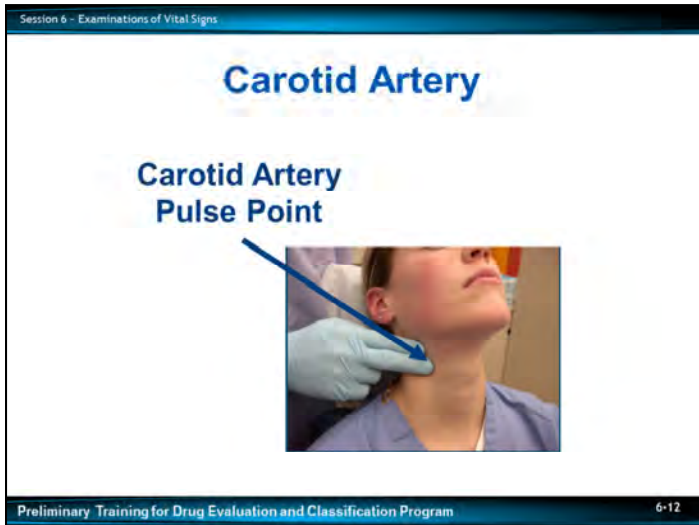 Session 6 - Examinations of Vital Signs
Carotid Artery
Carotid Artery
Pulse Point
Preliminary Training for Drug Evaluation and Classification Program
6-12